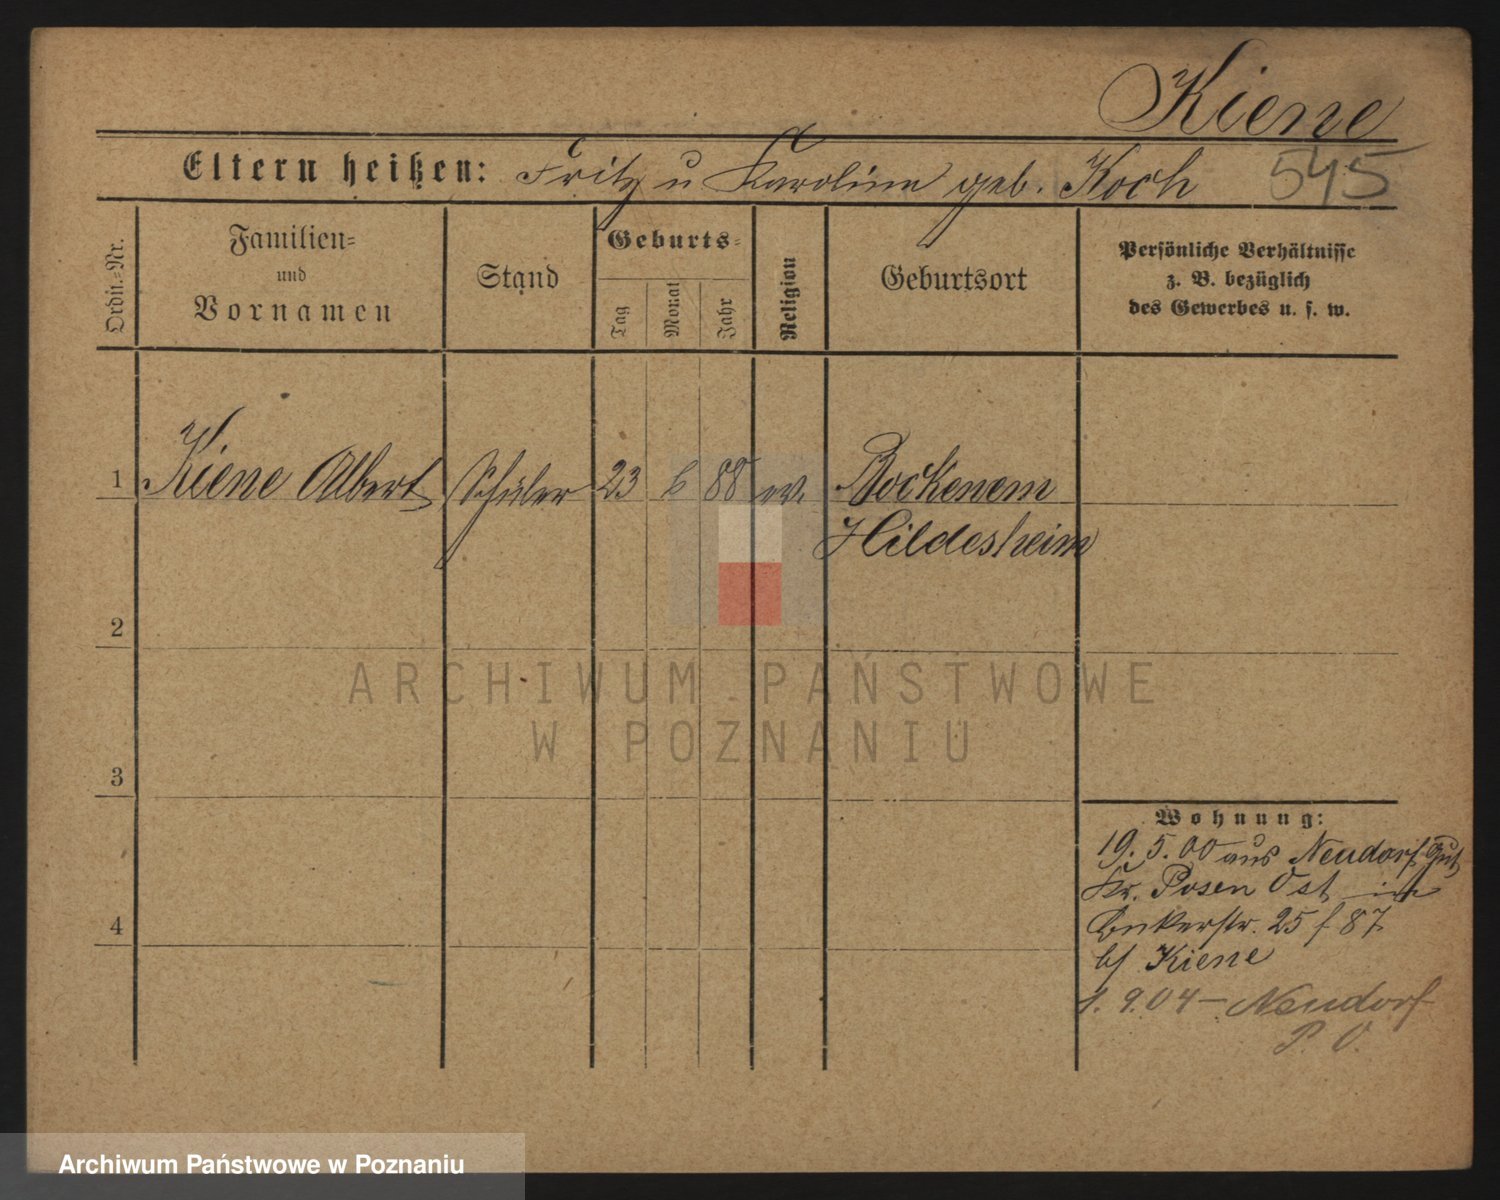 Kiene
Eltern heißen: Fritz u Karoline geb. Koch 545
Ordn.=Nr.
Familien=
und
Vornamen
Stand
Geburts=
Tag
Monat
Jahr
Religion
Geburtsort
Persönliche Verhältnisse
z. B. bezüglich
des Gewerbes u. s. w.
1 Kiene Albert Schüler 23 6 88 ev. Bockenem
Hildesheim
2
ARCHIWUM PAŃSTWOWE
W POZNANIU
3
Wohnung:
19.5.00 aus Neudorf Gut
Kr. Posen Ost in
25 f 87
4
bf Kiene
1.9.04 – Neudorf
P. O.
Archiwum Państwowe w Poznaniu